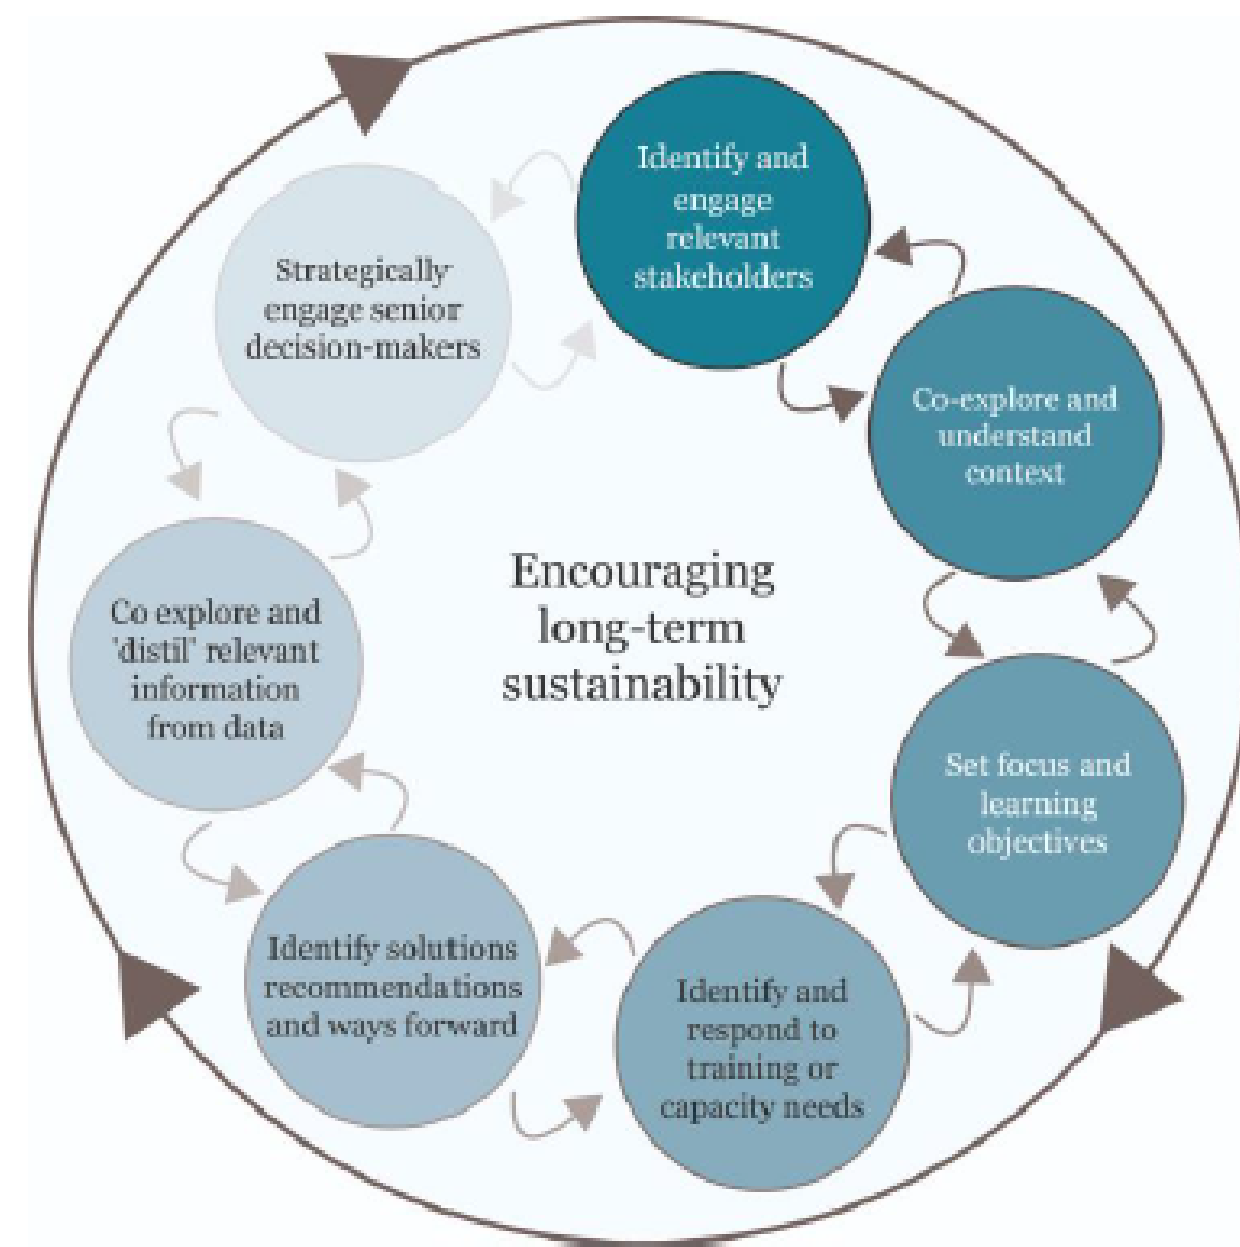 Identify and
engage
relevant
stakeholders
Co-explore and
understand
context
Set focus and
learning
objectives
Identify and
respond to
training or
capacity needs
Identify solutions
recommendations
and ways forward
Co explore and
'distil' relevant
information
from data
Strategically
engage senior
decision-makers
Encouraging
long-term
sustainability